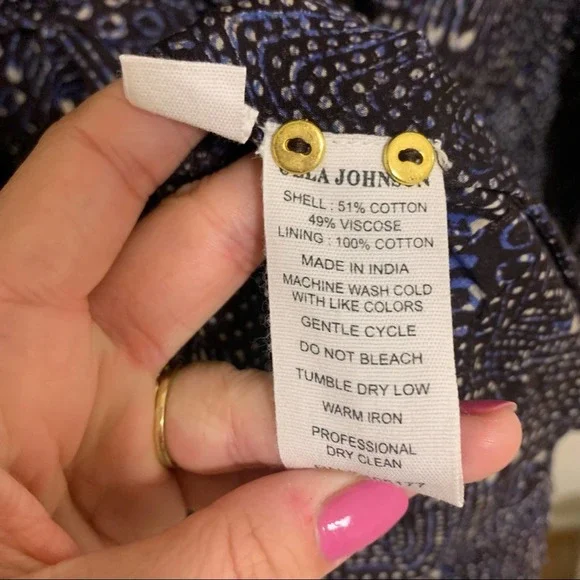 JOHNSON
SHELL : 51% COTTON
49% VISCOSE
LINING : 100% COTTON
MADE IN INDIA
MACHINE WASH COLD
WITH LIKE COLORS
GENTLE CYCLE
DO NOT BLEACH
TUMBLE DRY LOW
WARM IRON
PROFESSIONAL
DRY CLEAN